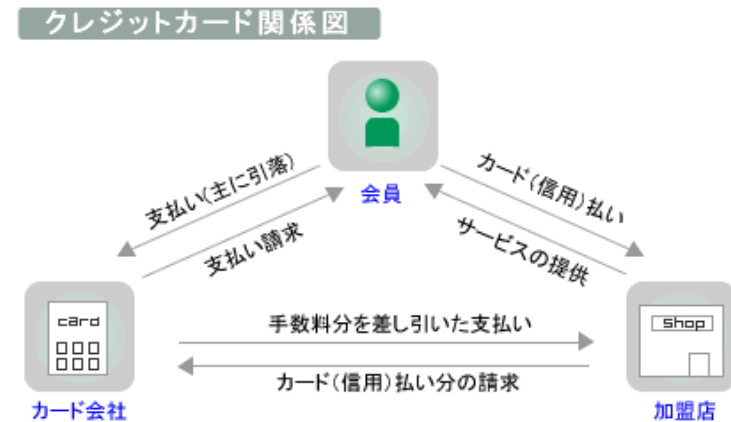 クレジットカード関係図
支払い(主に引落)
カード(信用)払い
会員
支払い請求
サービスの提供
card
shop
手数料分を差し引いた支払い
カード(信用)払い分の請求
カード会社
加盟店